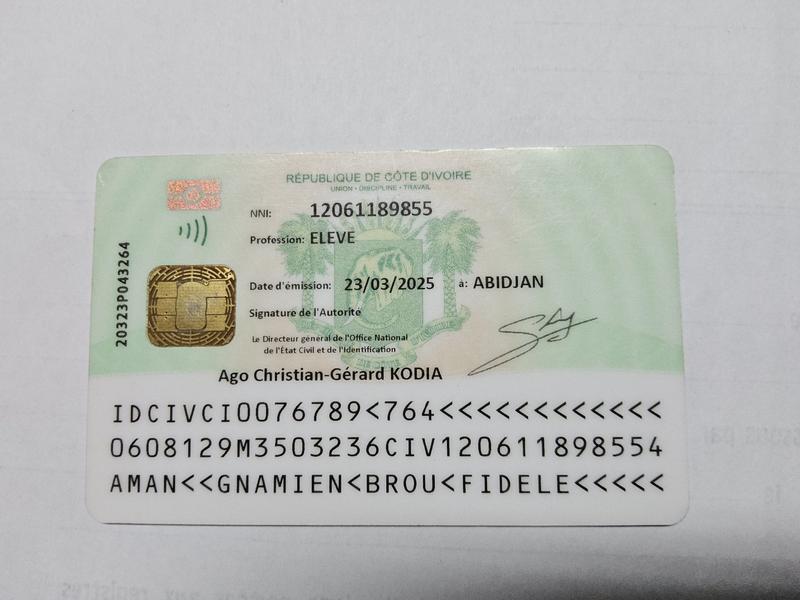 RÉPUBLIQUE DE CÔTE D'IVOIRE
UNION - DISCIPLINE - TRAVAIL
NNI: 12061189855
Profession: ELEVE
Date d'émission: 23/03/2025 à: ABIDJAN
Signature de l'Autorité
Le Directeur général de l'Office National
de l'État Civil et de l'Identification
Ago Christian-Gérard KODIA
20323P043264
IDCIVCI0076789<764<<<<<<<<<<<<
0608129M3503236CIV120611898554
AMAN<<GNAMIEN<BROU<FIDELE<<<<<